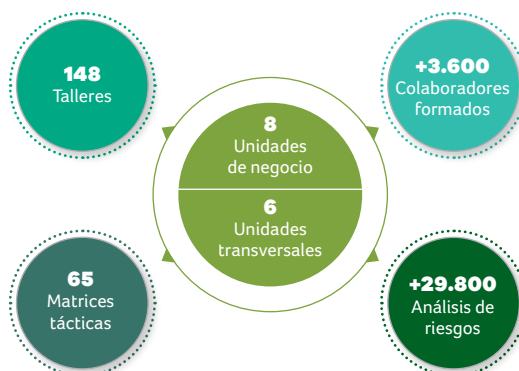 148
Talleres
+3.600
Colaboradores
formados
8
Unidades
de negocio
6
Unidades
transversales
65
Matrices
tácticas
+29.800
Análisis de
riesgos